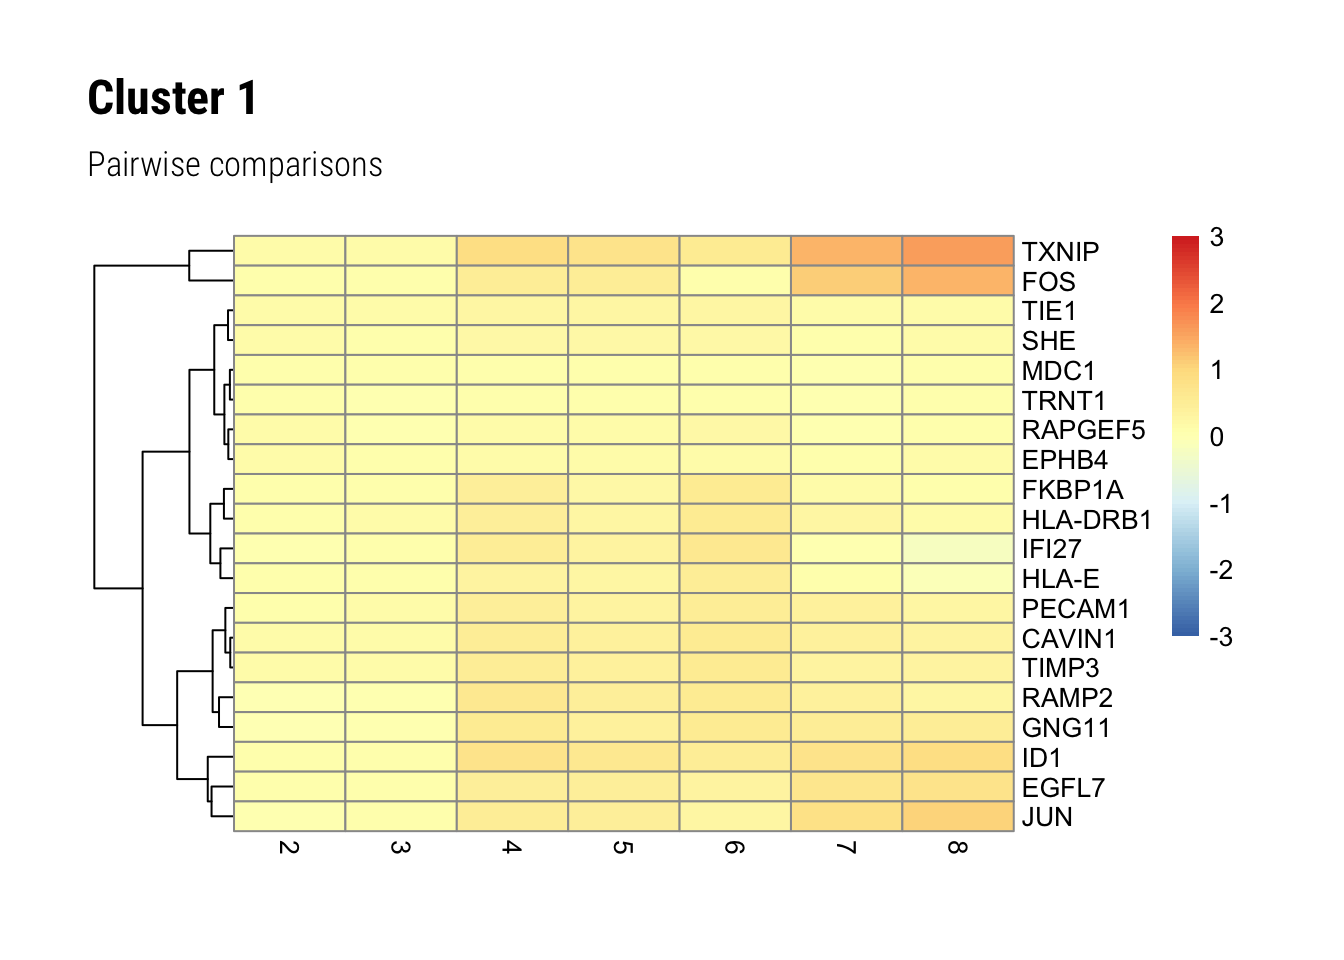 Cluster 1
Pairwise comparisons
TXNIP
FOS
TIE1
SHE
MDC1
TRNT1
RAPGEF5
EPHB4
FKBP1A
HLA-DRB1
IFI27
HLA-E
PECAM1
CAVIN1
TIMP3
RAMP2
GNG11
ID1
EGFL7
JUN
3
2
1
0
-1
-2
-3
2 3 4 5 6 7 8